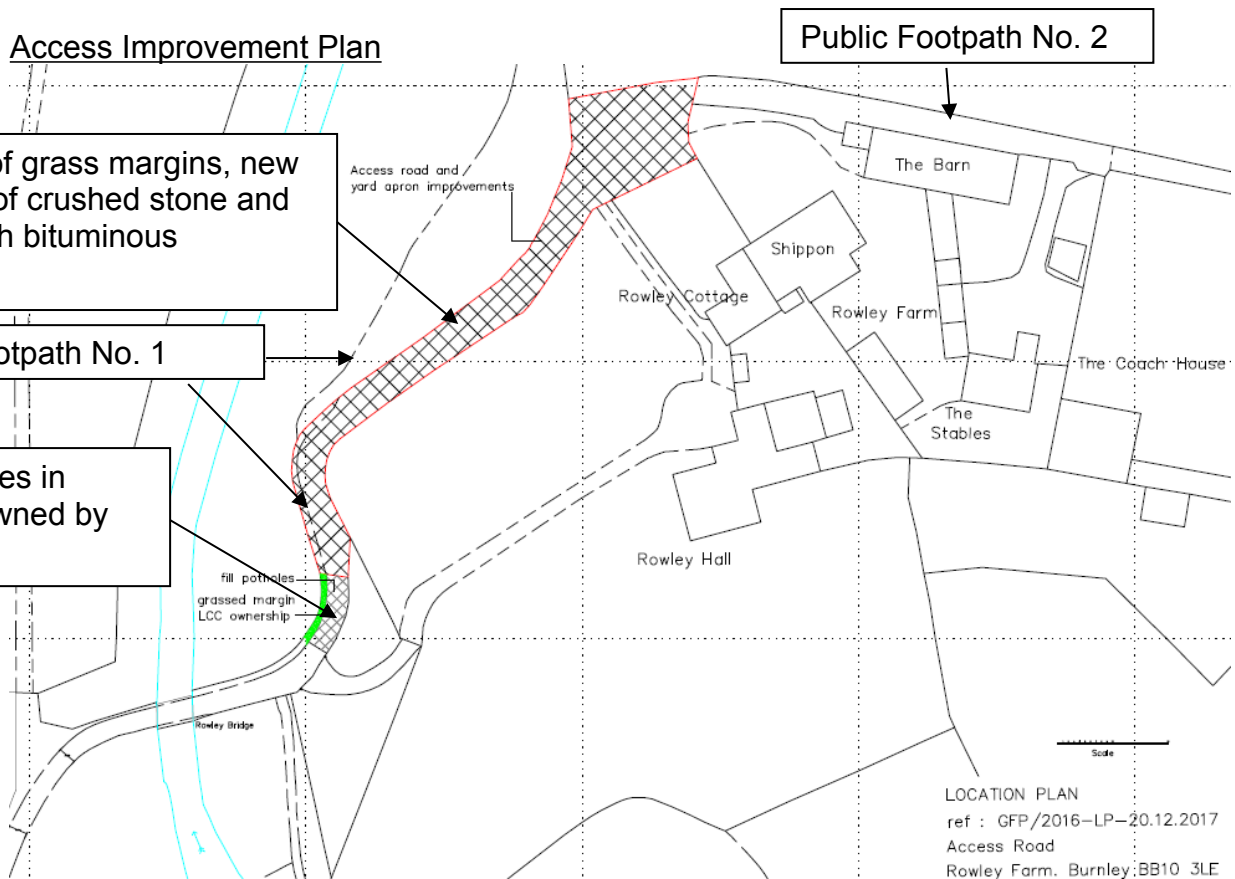 Access Improvement Plan
Public Footpath No. 2
of grass margins, new
of crushed stone and
h bituminous
Access road and
yard apron improvements
The Barn
Shippon
Rowley Cottage
Rowley Farm
otpath No. 1
The Coach House
The
Stables
es in
wned by
Rowley Hall
fill potholes
grassed margin
LCC ownership
Rowley Bridge
Scale
LOCATION PLAN
ref : GFP/2016-LP-20.12.2017
Access Road
Rowley Farm. Burnley BB10 3LE